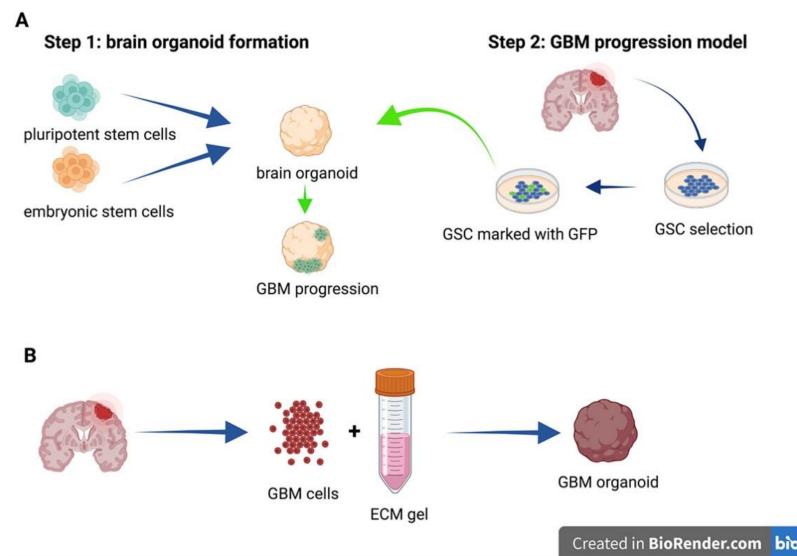 A
Step 1: brain organoid formation
Step 2: GBM progression model
pluripotent stem cells
embryonic stem cells
brain organoid
GBM progression
GSC marked with GFP
GSC selection
B
GBM cells
+
ECM gel
GBM organoid
Created in BioRender.com
bio